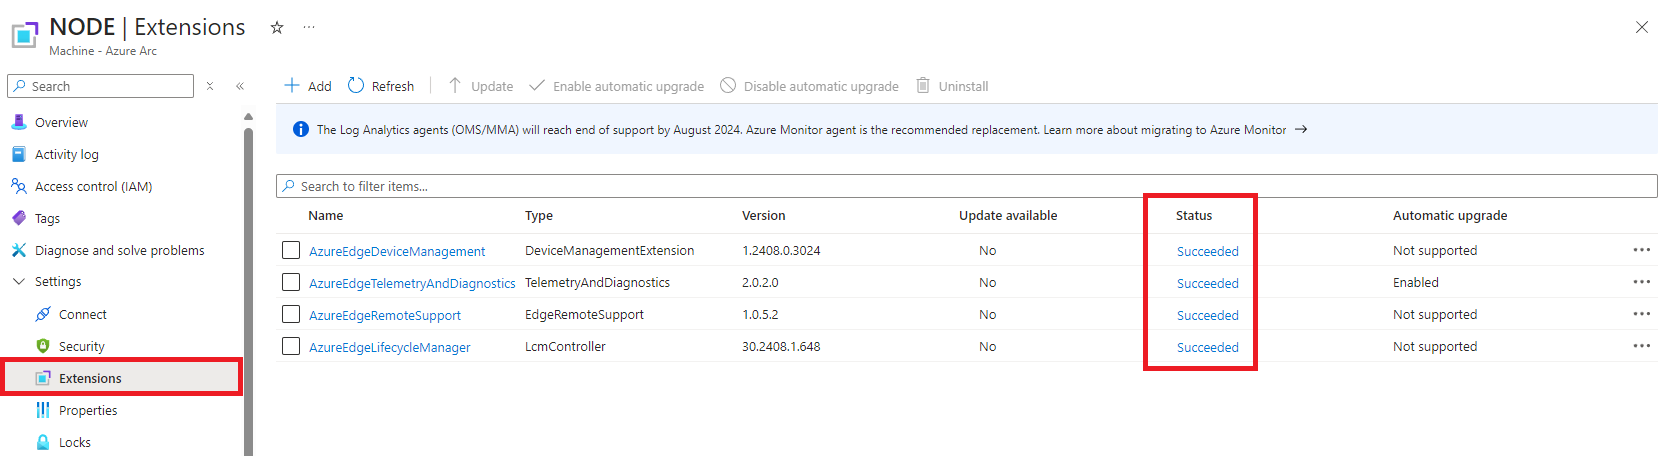 NODE | Extensions
Machine - Azure Arc
Search
Overview
Activity log
Access control (IAM)
Tags
Diagnose and solve problems
Settings
Connect
Security
Extensions
Properties
Locks
Add Refresh Update Enable automatic upgrade Disable automatic upgrade Uninstall
The Log Analytics agents (OMS/MMA) will reach end of support by August 2024. Azure Monitor agent is the recommended replacement. Learn more about migrating to Azure Monitor →
Search to filter items...
Name Type Version Update available Status Automatic upgrade
AzureEdgeDeviceManagement DeviceManagementExtension 1.2408.0.3024 No Succeeded Not supported
AzureEdgeTelemetryAndDiagnostics TelemetryAndDiagnostics 2.0.2.0 No Succeeded Enabled
AzureEdgeRemoteSupport EdgeRemoteSupport 1.0.5.2 No Succeeded Not supported
AzureEdgeLifecycleManager LcmController 30.2408.1.648 No Succeeded Not supported